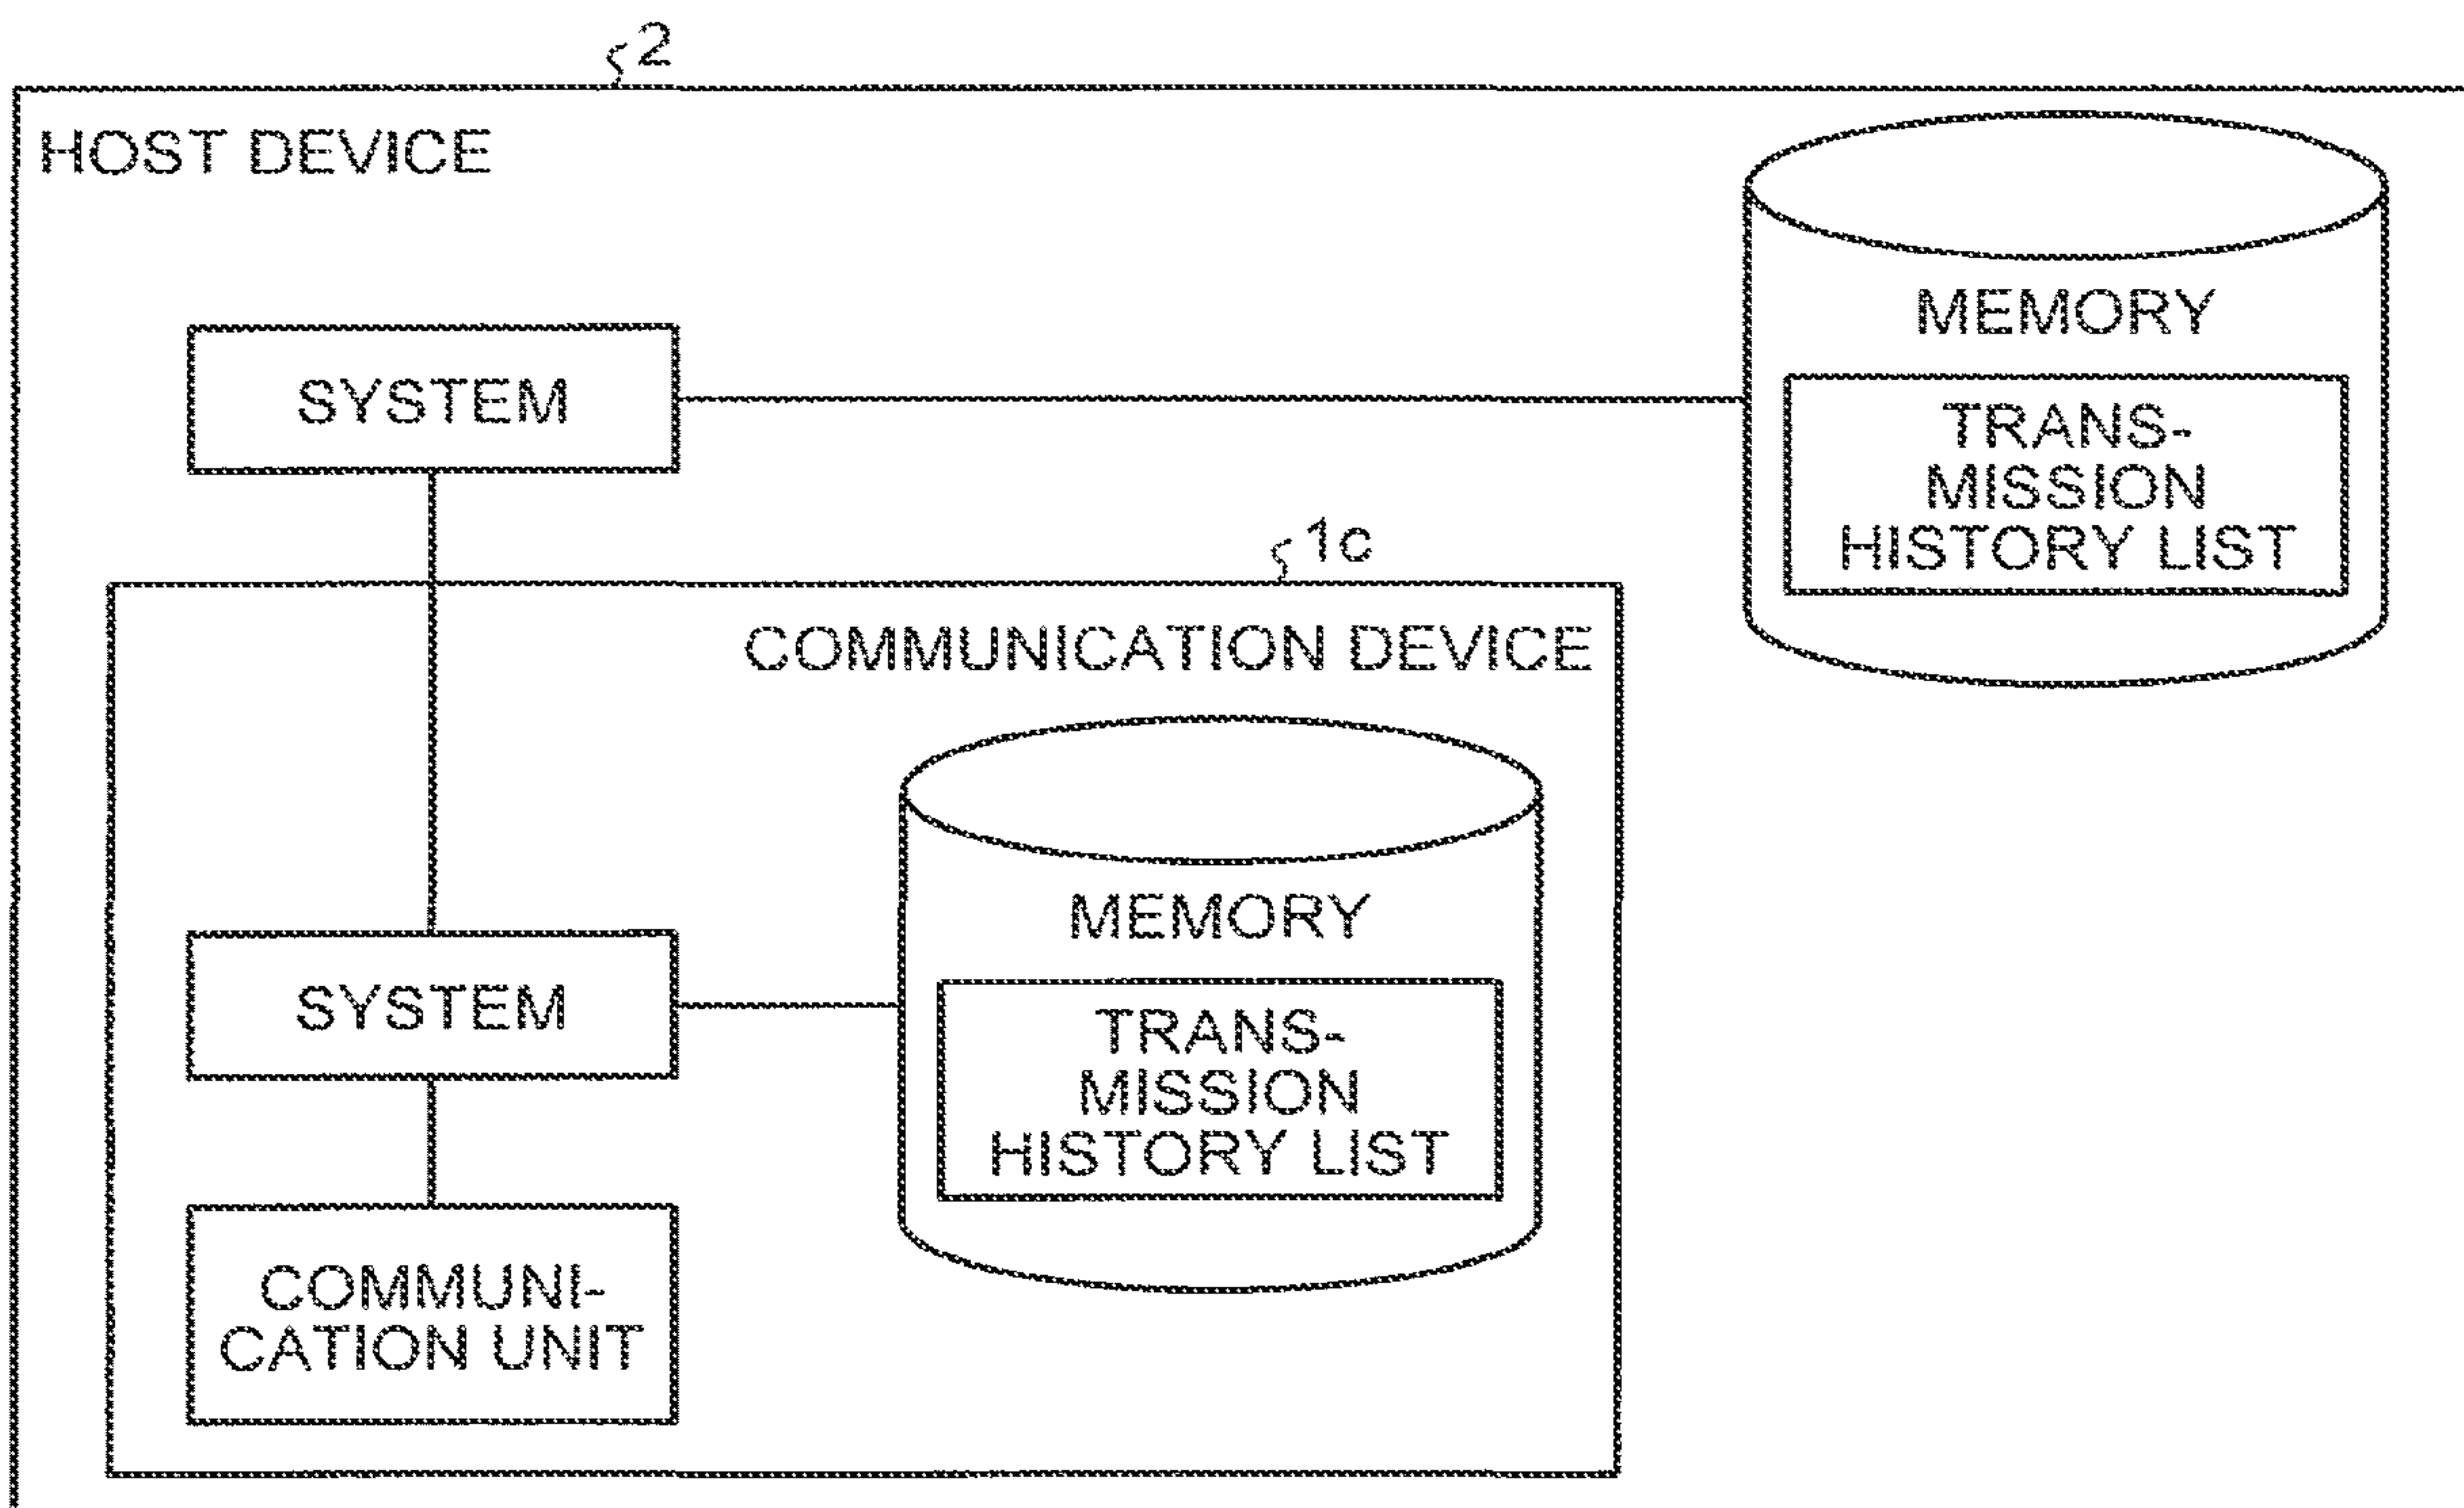 2
HOST DEVICE
MEMORY
SYSTEM
TRANS-
MISSION
HISTORY LIST
1c
COMMUNICATION DEVICE
MEMORY
SYSTEM
TRANS-
MISSION
HISTORY LIST
COMMUNI-
CATION UNIT